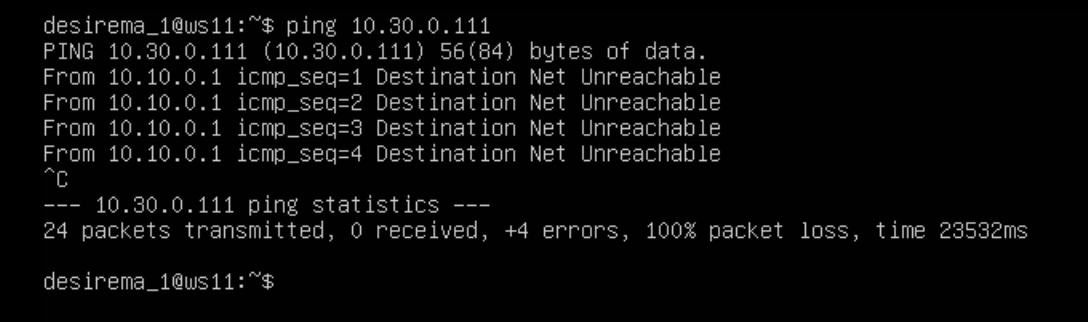 desirema_1@ws11:~$ ping 10.30.0.111
PING 10.30.0.111 (10.30.0.111) 56(84) bytes of data.
From 10.10.0.1 icmp_seq=1 Destination Net Unreachable
From 10.10.0.1 icmp_seq=2 Destination Net Unreachable
From 10.10.0.1 icmp_seq=3 Destination Net Unreachable
From 10.10.0.1 icmp_seq=4 Destination Net Unreachable
^C
--- 10.30.0.111 ping statistics ---
24 packets transmitted, 0 received, +4 errors, 100% packet loss, time 23532ms
desirema_1@ws11:~$